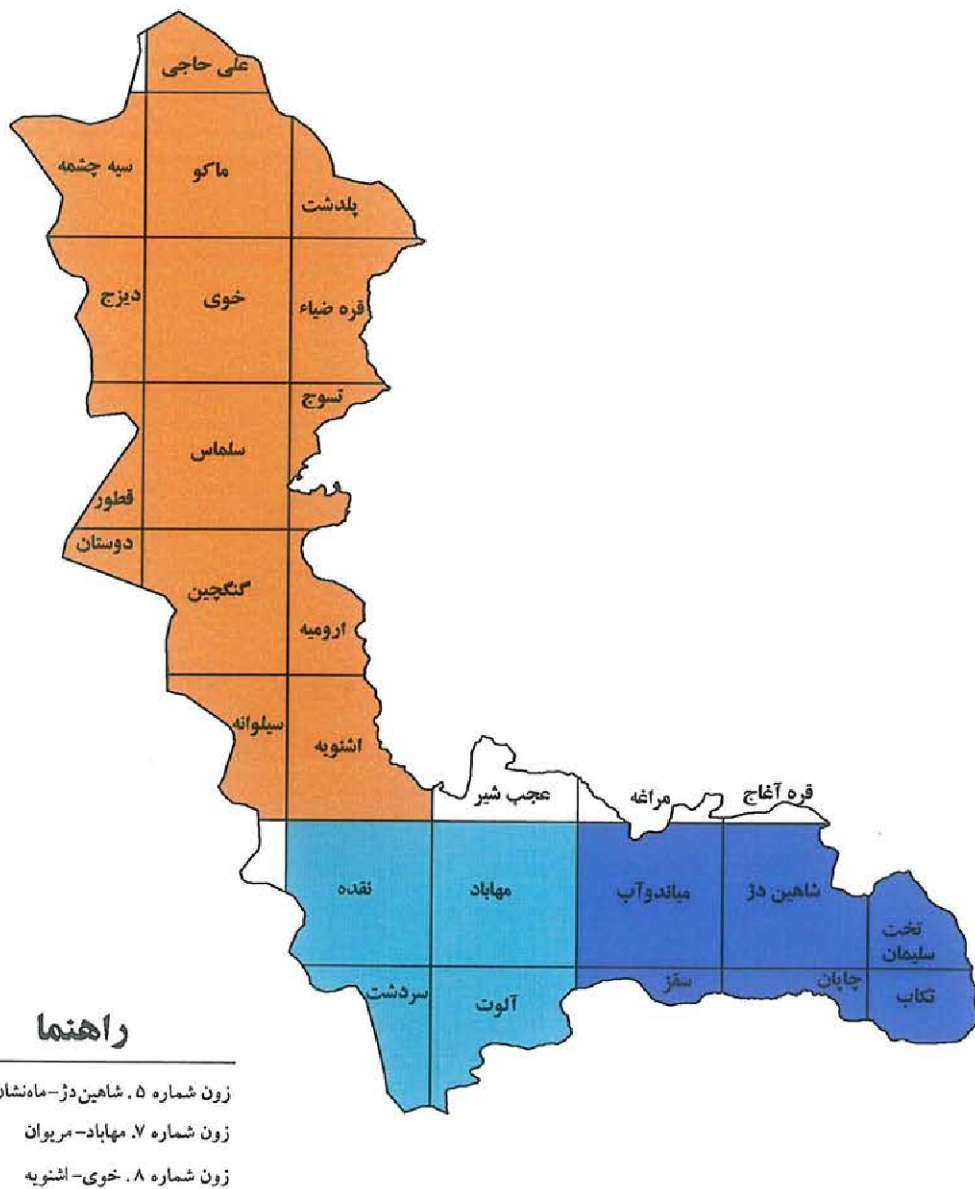 علی حاجی
سیه چشمه
ماکو
پلدشت
دیزج
خوی
قره ضیاء
تسوج
سلماس
قطور
دوستان
گنگچین
ارومیه
سیلوانه
اشنویه
عجب شیر
مراغه
قره آغاج
نقده
مهاباد
میاندوآب
شاهین دژ
تخت
سلیمان
سردشت
آلوت
سقز
چاپان
تکاب
راهنما
زون شماره ۵. شاهین‌دژ-ماه‌نشان
زون شماره ۷. مهاباد-مریوان
زون شماره ۸. خوی-اشنویه